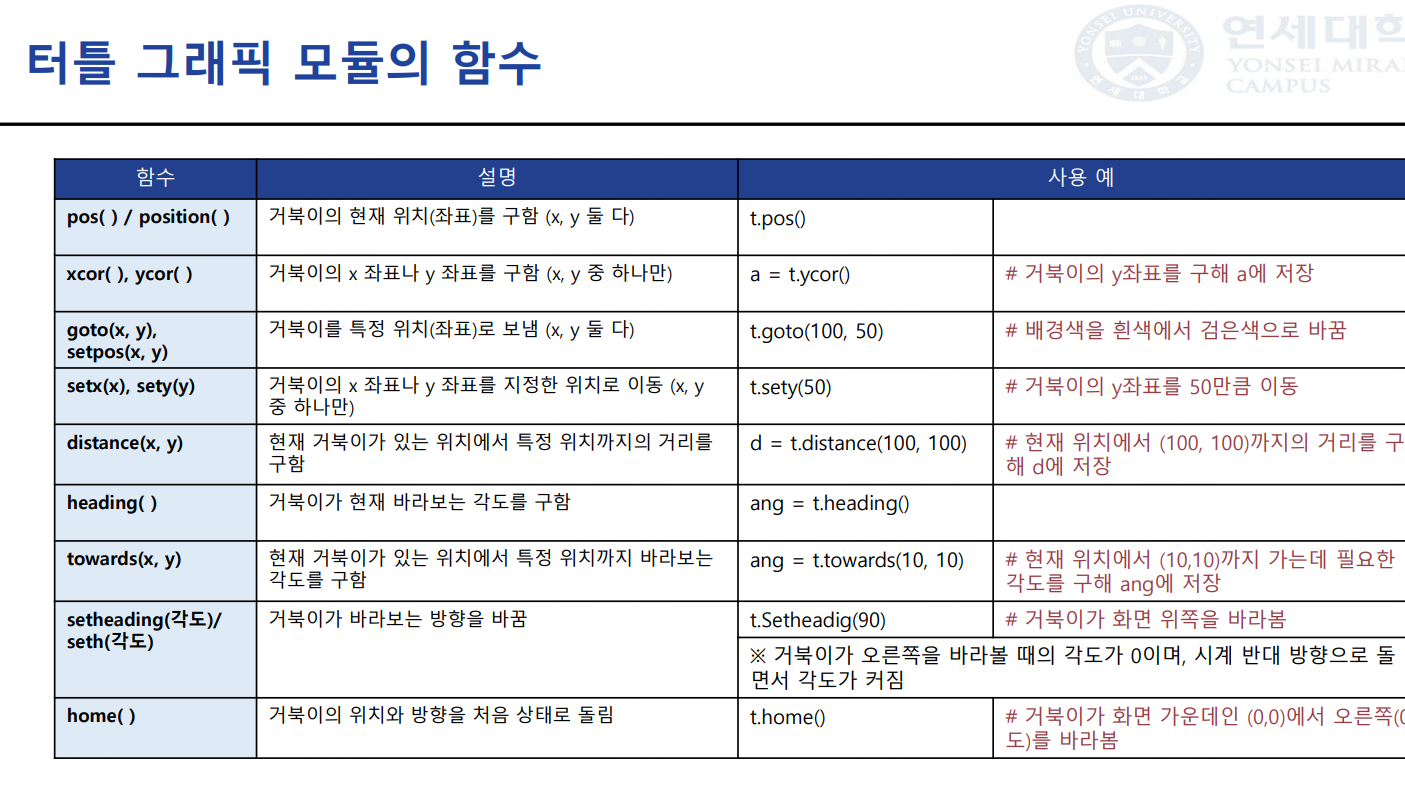 터틀 그래픽 모듈의 함수
YONSEI UNIVERSITY
연세대학교
1885
연세대학
YONSEI MIRA
CAMPUS
함수 설명 사용 예
pos( ) / position( ) 거북이의 현재 위치(좌표)를 구함 (x, y 둘 다) t.pos()
xcor( ), ycor( ) 거북이의 x 좌표나 y 좌표를 구함 (x, y 중 하나만) a = t.ycor() # 거북이의 y좌표를 구해 a에 저장
goto(x, y),
setpos(x, y)
거북이를 특정 위치(좌표)로 보냄 (x, y 둘 다) t.goto(100, 50) # 배경색을 흰색에서 검은색으로 바꿈
setx(x), sety(y)
거북이의 x 좌표나 y 좌표를 지정한 위치로 이동 (x, y
중 하나만)
t.sety(50) # 거북이의 y좌표를 50만큼 이동
distance(x, y)
현재 거북이가 있는 위치에서 특정 위치까지의 거리를
구함
d = t.distance(100, 100)
# 현재 위치에서 (100, 100)까지의 거리를 구
해 d에 저장
heading( ) 거북이가 현재 바라보는 각도를 구함 ang = t.heading()
towards(x, y)
현재 거북이가 있는 위치에서 특정 위치까지 바라보는
각도를 구함
ang = t.towards(10, 10)
# 현재 위치에서 (10,10)까지 가는데 필요한
각도를 구해 ang에 저장
setheading(각도)/
seth(각도)
거북이가 바라보는 방향을 바꿈
t.Setheadig(90) # 거북이가 화면 위쪽을 바라봄
※ 거북이가 오른쪽을 바라볼 때의 각도가 0이며, 시계 반대 방향으로 돌
면서 각도가 커짐
home( ) 거북이의 위치와 방향을 처음 상태로 돌림 t.home()
# 거북이가 화면 가운데인 (0,0)에서 오른쪽(0
도)를 바라봄